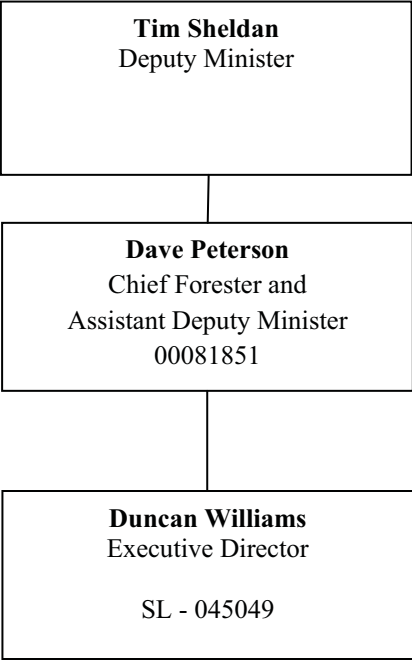 Tim Sheldan
Deputy Minister
Dave Peterson
Chief Forester and
Assistant Deputy Minister
00081851
Duncan Williams
Executive Director
SL - 045049